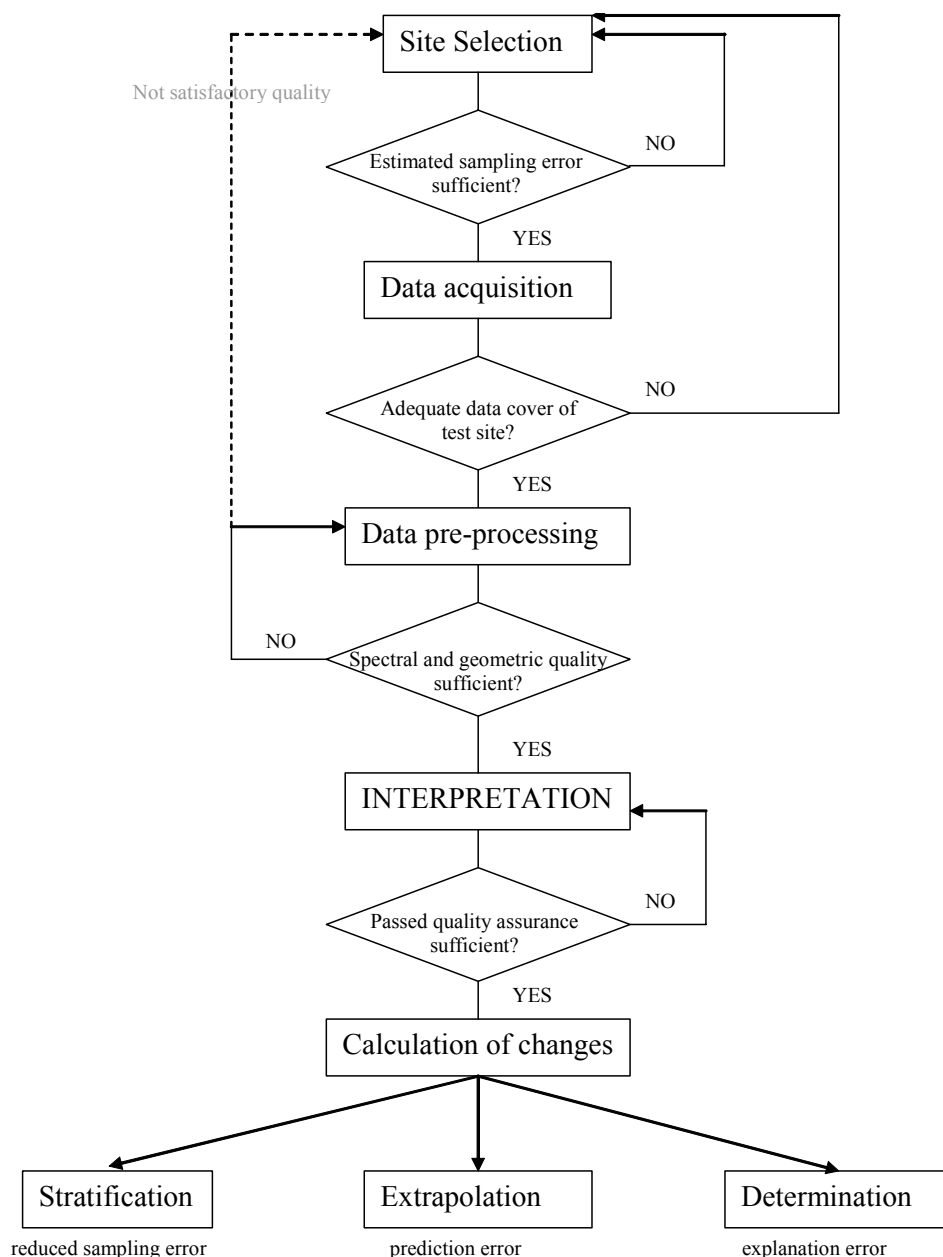 Site Selection
Not satisfactory quality
NO
Estimated sampling error
sufficient?
YES
Data acquisition
NO
Adequate data cover of
test site?
YES
Data pre-processing
NO
Spectral and geometric quality
sufficient?
YES
INTERPRETATION
NO
Passed quality assurance
sufficient?
YES
Calculation of changes
Stratification
Extrapolation
Determination
reduced sampling error
prediction error
explanation error